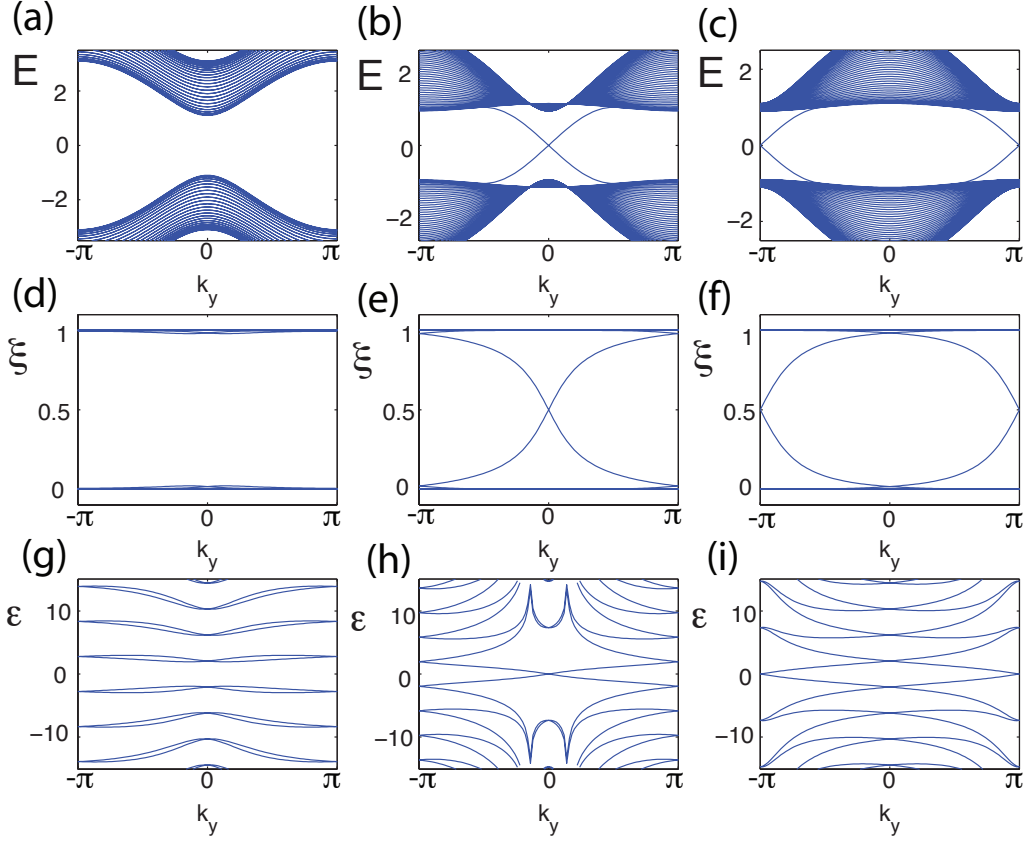 (a) (b) (c)
E E E
2 2 2
0 0 0
-2 -2 -2
-π 0 π -π 0 π -π 0 π
k_y k_y k_y
(d) (e) (f)
ξ ξ ξ
1 1 1
0.5 0.5 0.5
0 0 0
-π 0 π -π 0 π -π 0 π
k_y k_y k_y
(g) (h) (i)
ε ε ε
10 10 10
0 0 0
-10 -10 -10
-π 0 π -π 0 π -π 0 π
k_y k_y k_y